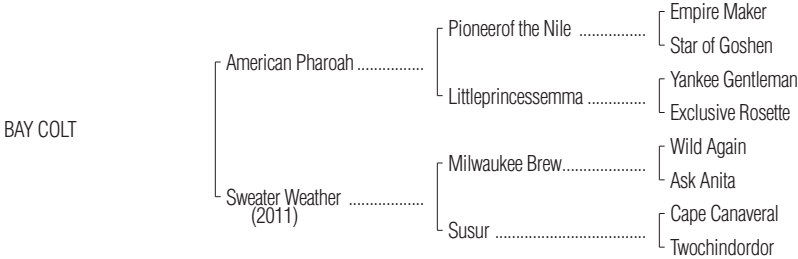 BAY COLT
American Pharoah ................
Sweater Weather ..................
(2011)
Pioneerof the Nile ................
Littleprincessemma ..............
Milwaukee Brew....................
Susur ....................................
Empire Maker
Star of Goshen
Yankee Gentleman
Exclusive Rosette
Wild Again
Ask Anita
Cape Canaveral
Twochindordor